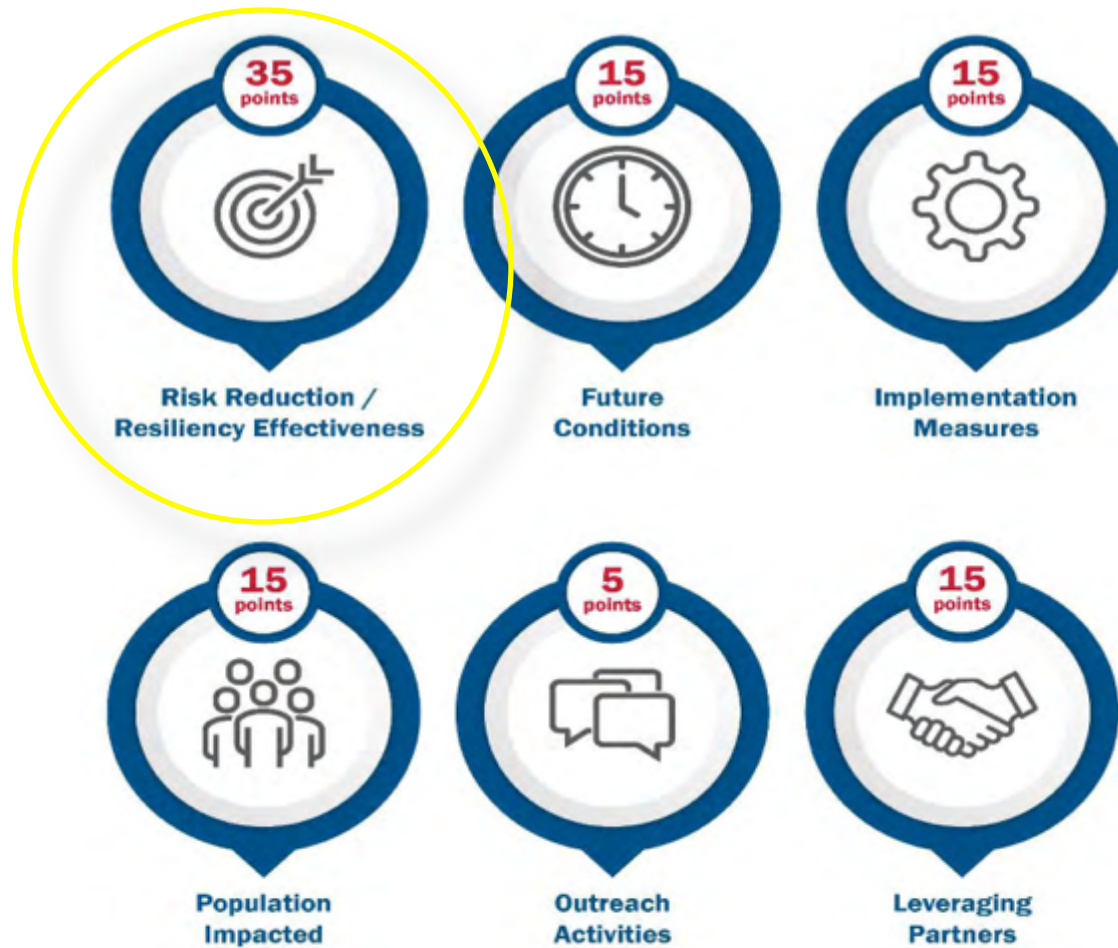 35
points
Risk Reduction /
Resiliency Effectiveness
15
points
Future
Conditions
15
points
Implementation
Measures
15
points
Population
Impacted
5
points
Outreach
Activities
15
points
Leveraging
Partners